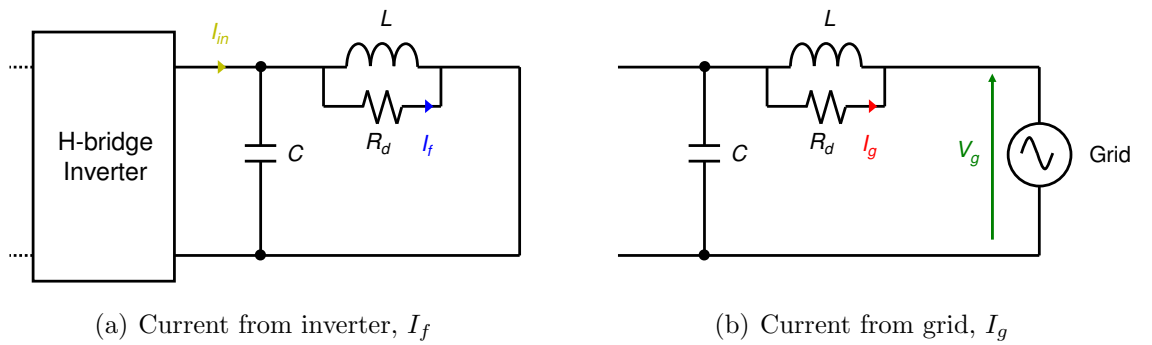 I_in
L
H-bridge
Inverter
C
R_d
I_f
(a) Current from inverter, I_f
L
C
R_d
I_g
V_g
Grid
(b) Current from grid, I_g